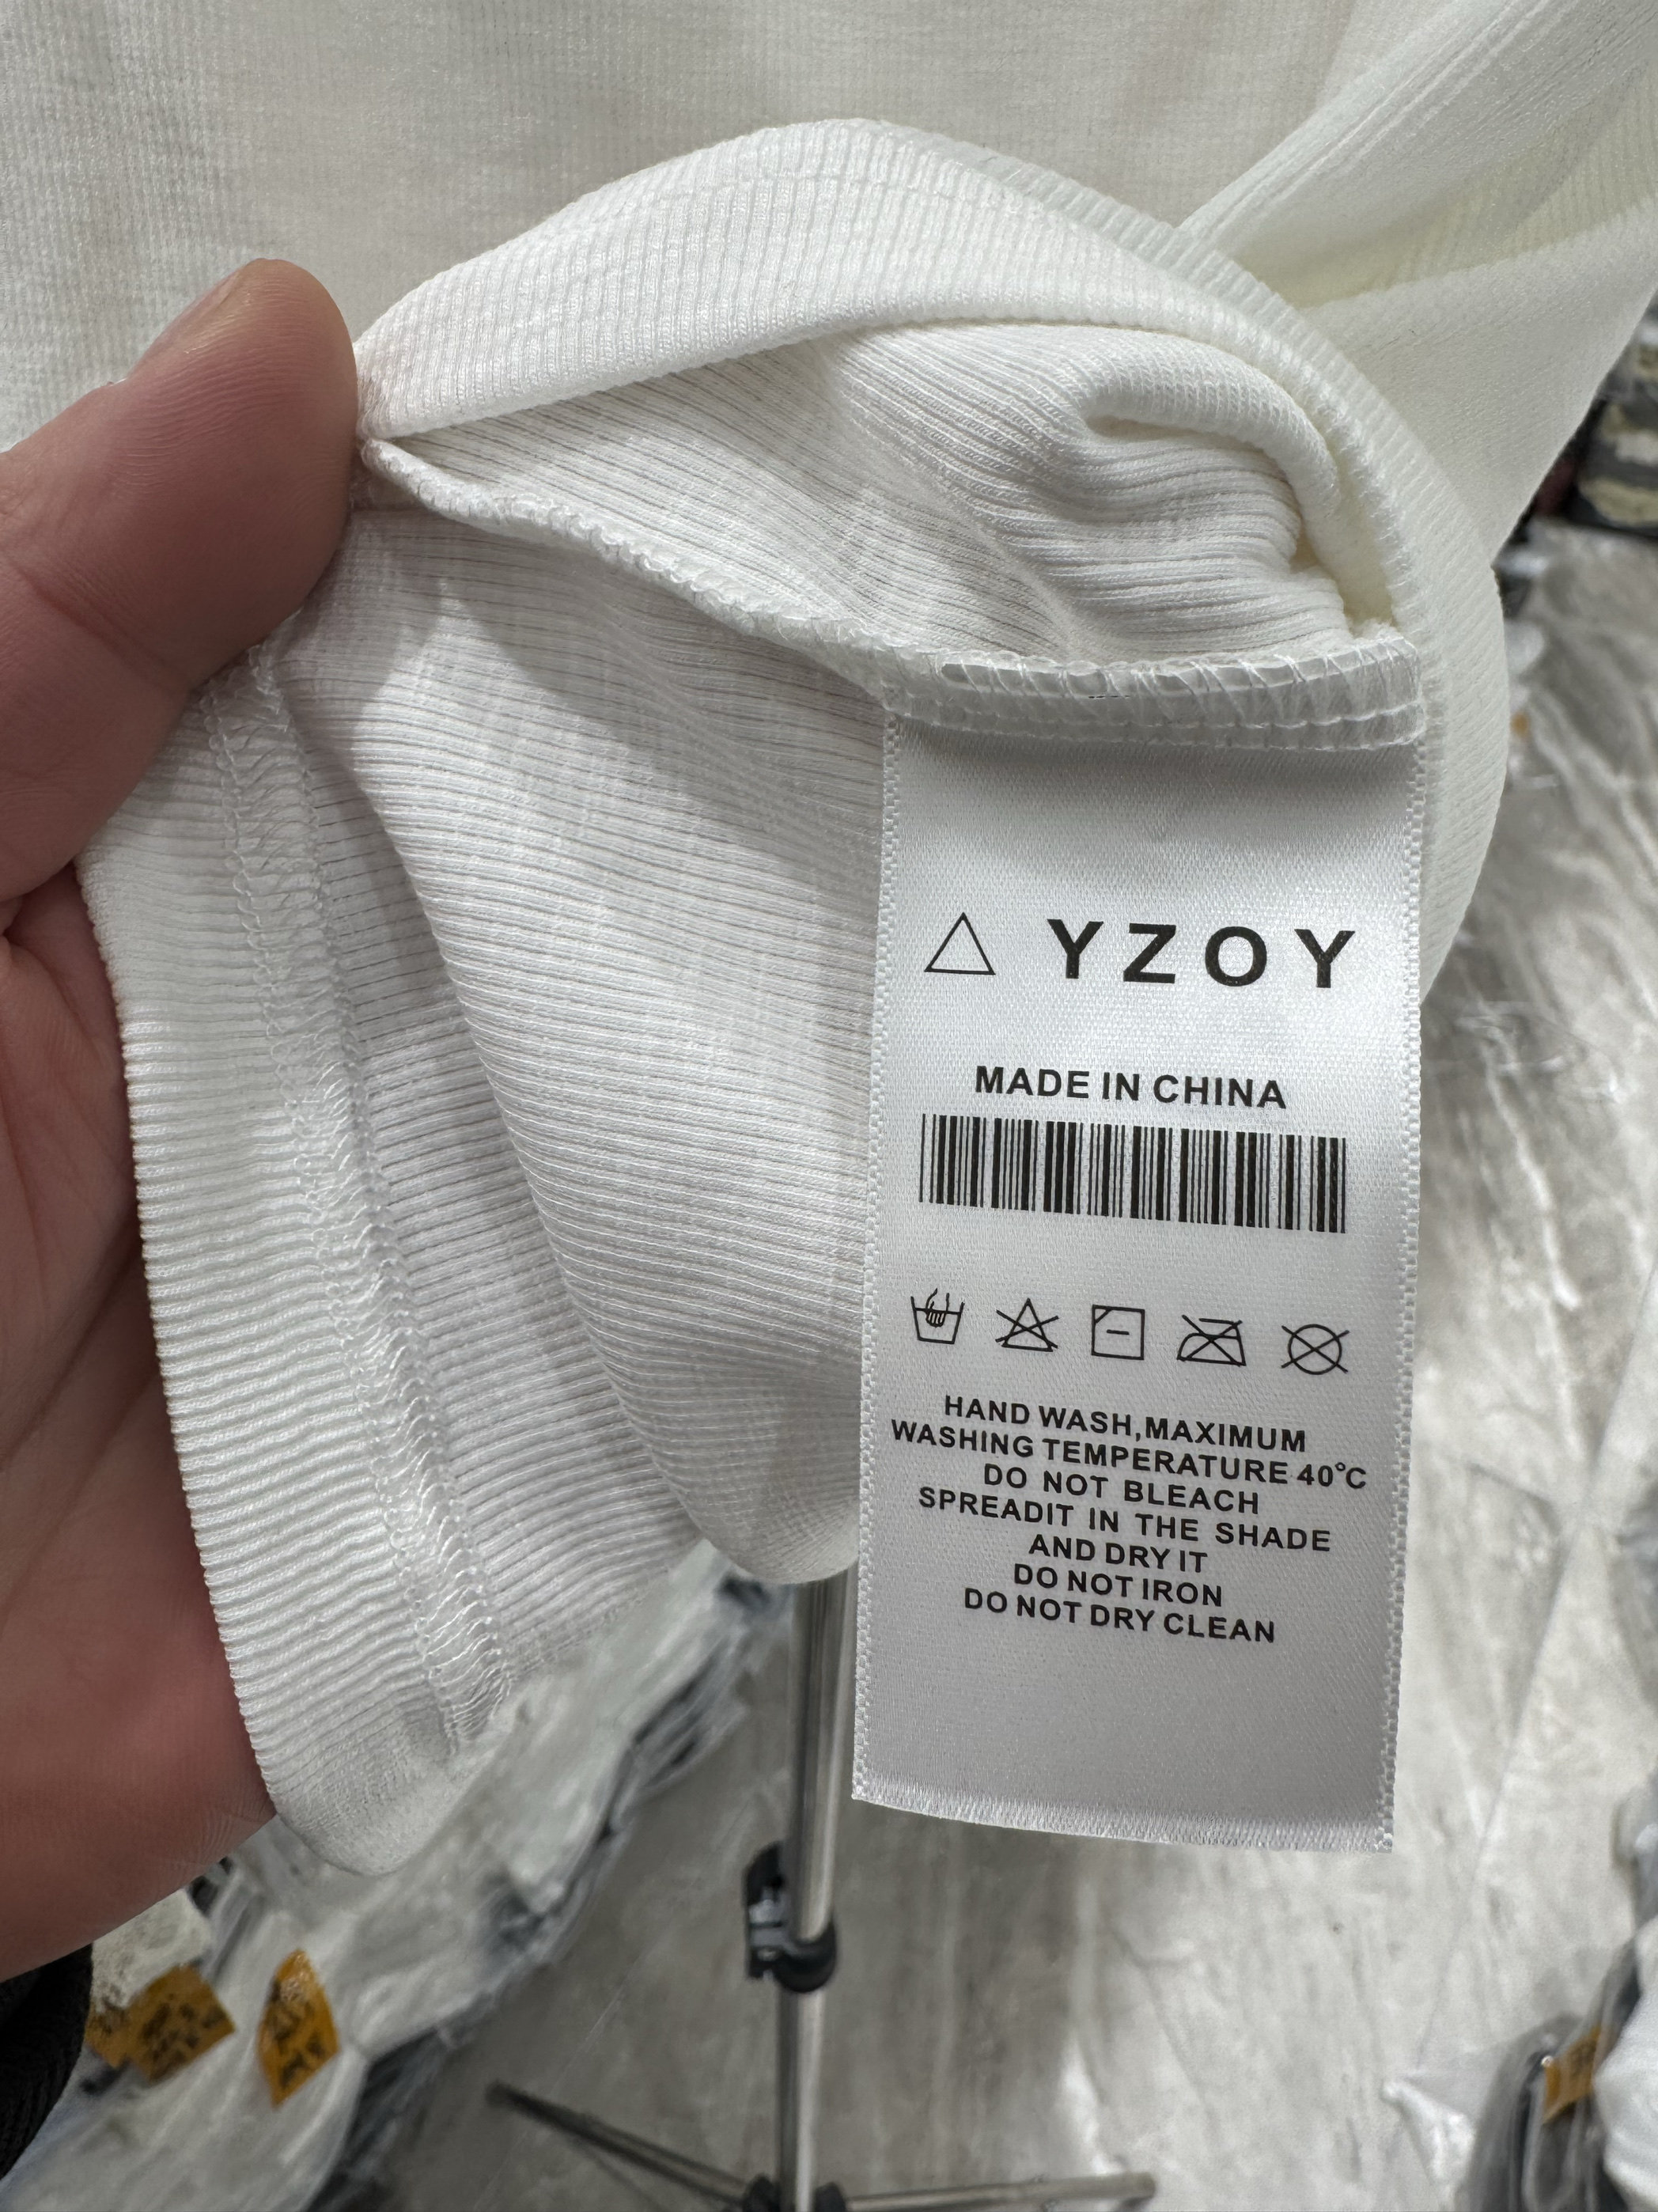 YZOY
MADE IN CHINA
HAND WASH,MAXIMUM
WASHING TEMPERATURE 40°C
DO NOT BLEACH
SPREADIT IN THE SHADE
AND DRY IT
DO NOT IRON
DO NOT DRY CLEAN